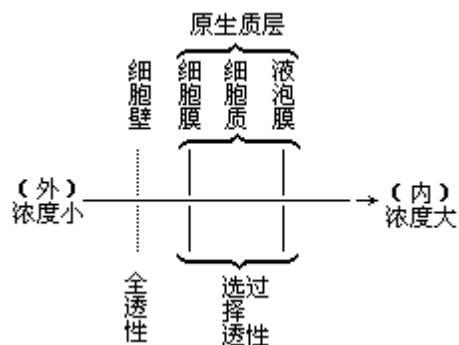 原生质层
细胞壁
细胞膜
细胞质
液泡膜
(外)
浓度小
(内)
浓度大
全透性
选择透过性